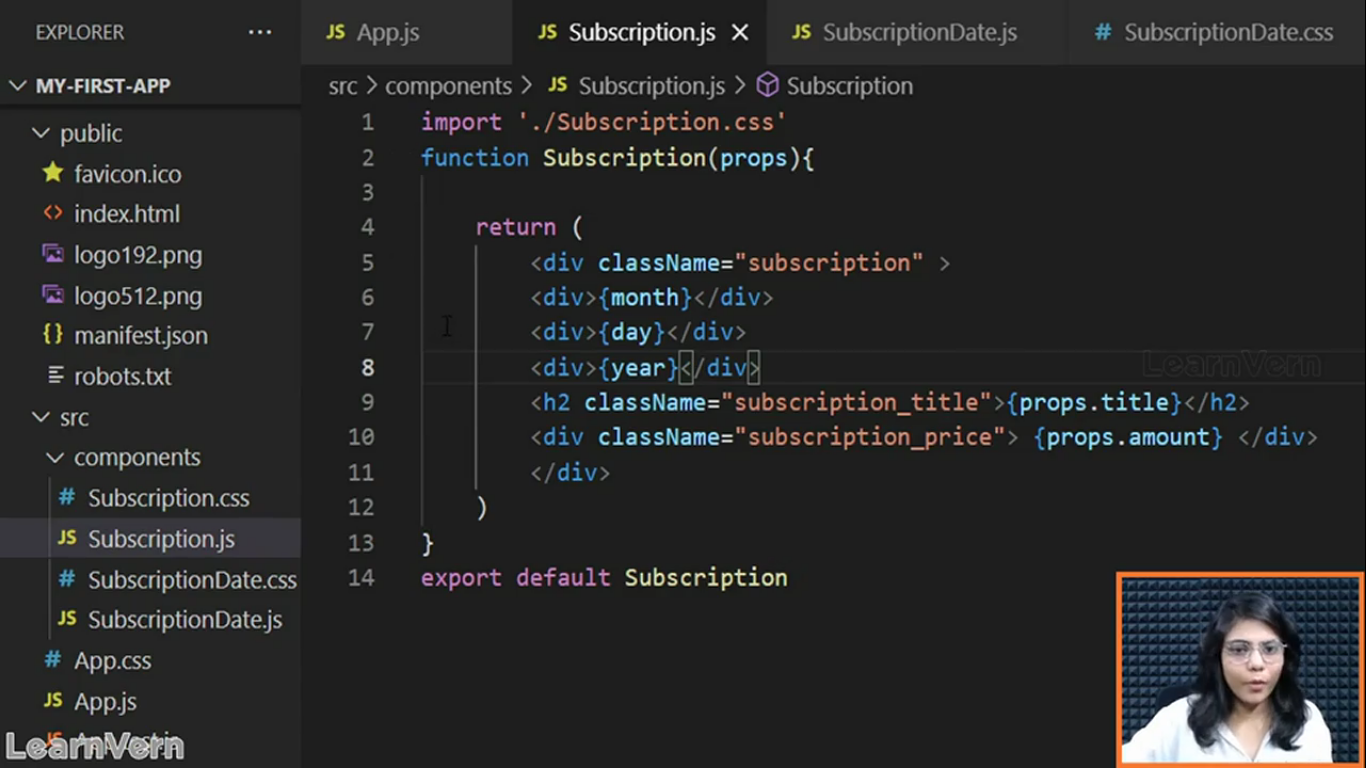 EXPLORER ...
MY-FIRST-APP
public
favicon.ico
index.html
logo192.png
logo512.png
manifest.json
robots.txt
src
components
Subscription.css
Subscription.js
SubscriptionDate.css
SubscriptionDate.js
App.css
App.js
LearnVern
JS App.js JS Subscription.js JS SubscriptionDate.js # SubscriptionDate.css
src > components > JS Subscription.js > Subscription
1 import './Subscription.css'
2 function Subscription(props){
3
4 return (
5 <div className="subscription" >
6 <div>{month}</div>
7 <div>{day}</div>
8 <div>{year}</div>
9 <h2 className="subscription_title">{props.title}</h2>
10 <div className="subscription_price"> {props.amount} </div>
11 </div>
12 )
13 }
14 export default Subscription
LearnVern